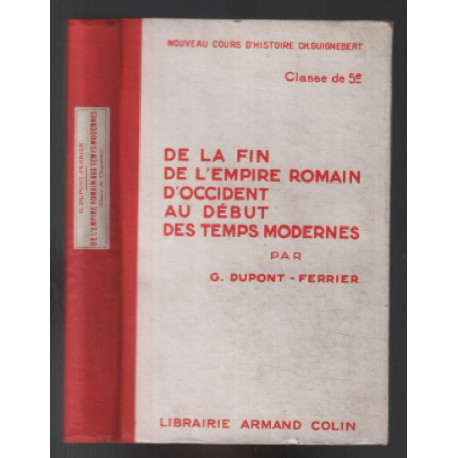 NOUVEAU COURS D'HISTOIRE CH. GUIGNEBERT
Classe de 5e
DE LA FIN
DE L'EMPIRE ROMAIN
D'OCCIDENT
AU DÉBUT
DES TEMPS MODERNES
PAR
G. DUPONT-FERRIER
LIBRAIRIE ARMAND COLIN
G. DUPONT-FERRIER
DE L'EMPIRE ROMAIN AUX TEMPS MODERNES